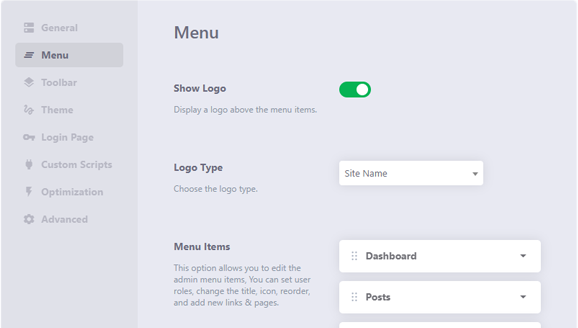 General
Menu
Toolbar
Theme
Login Page
Custom Scripts
Optimization
Advanced
Menu
Show Logo
Display a logo above the menu items.
Logo Type
Choose the logo type.
Site Name
Menu Items
This option allows you to edit the
admin menu items, You can set user
roles, change the title, icon, reorder,
and add new links & pages.
Dashboard
Posts